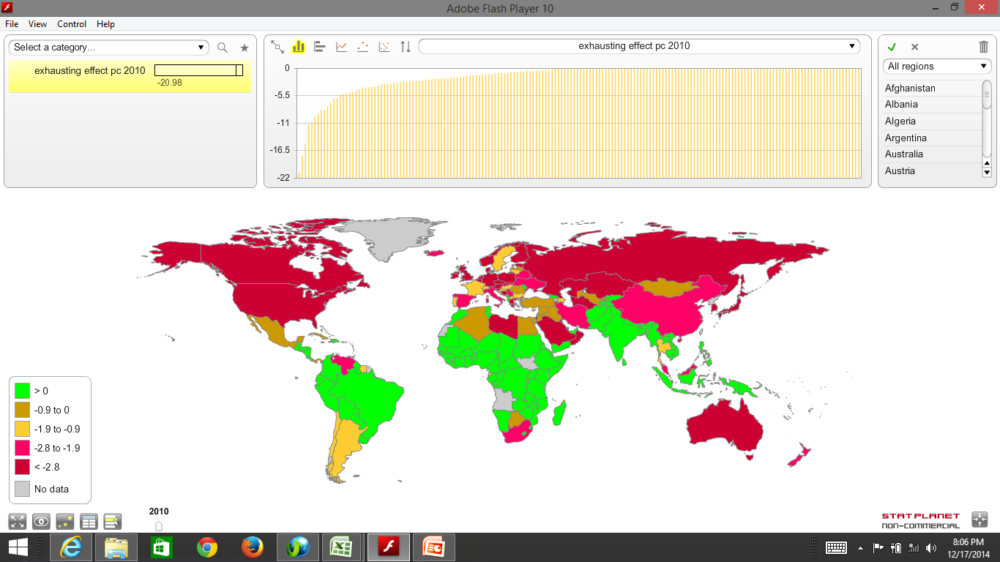 Adobe Flash Player 10
File View Control Help
Select a category...
exhausting effect pc 2010
-20.98
exhausting effect pc 2010
0
-5.5
-11
-16.5
-22
All regions
Afghanistan
Albania
Algeria
Argentina
Australia
Austria
> 0
-0.9 to 0
-1.9 to -0.9
-2.8 to -1.9
< -2.8
No data
2010
STATPLANET
NON-COMMERCIAL
8:06 PM
12/17/2014